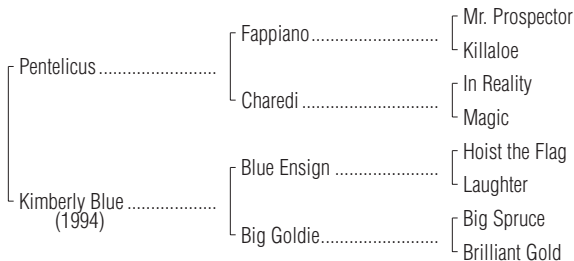 Mr. Prospector
Fappiano
Killaloe
Pentelicus
In Reality
Charedi
Magic
Hoist the Flag
Blue Ensign
Laughter
Kimberly Blue
(1994)
Big Spruce
Big Goldie
Brilliant Gold